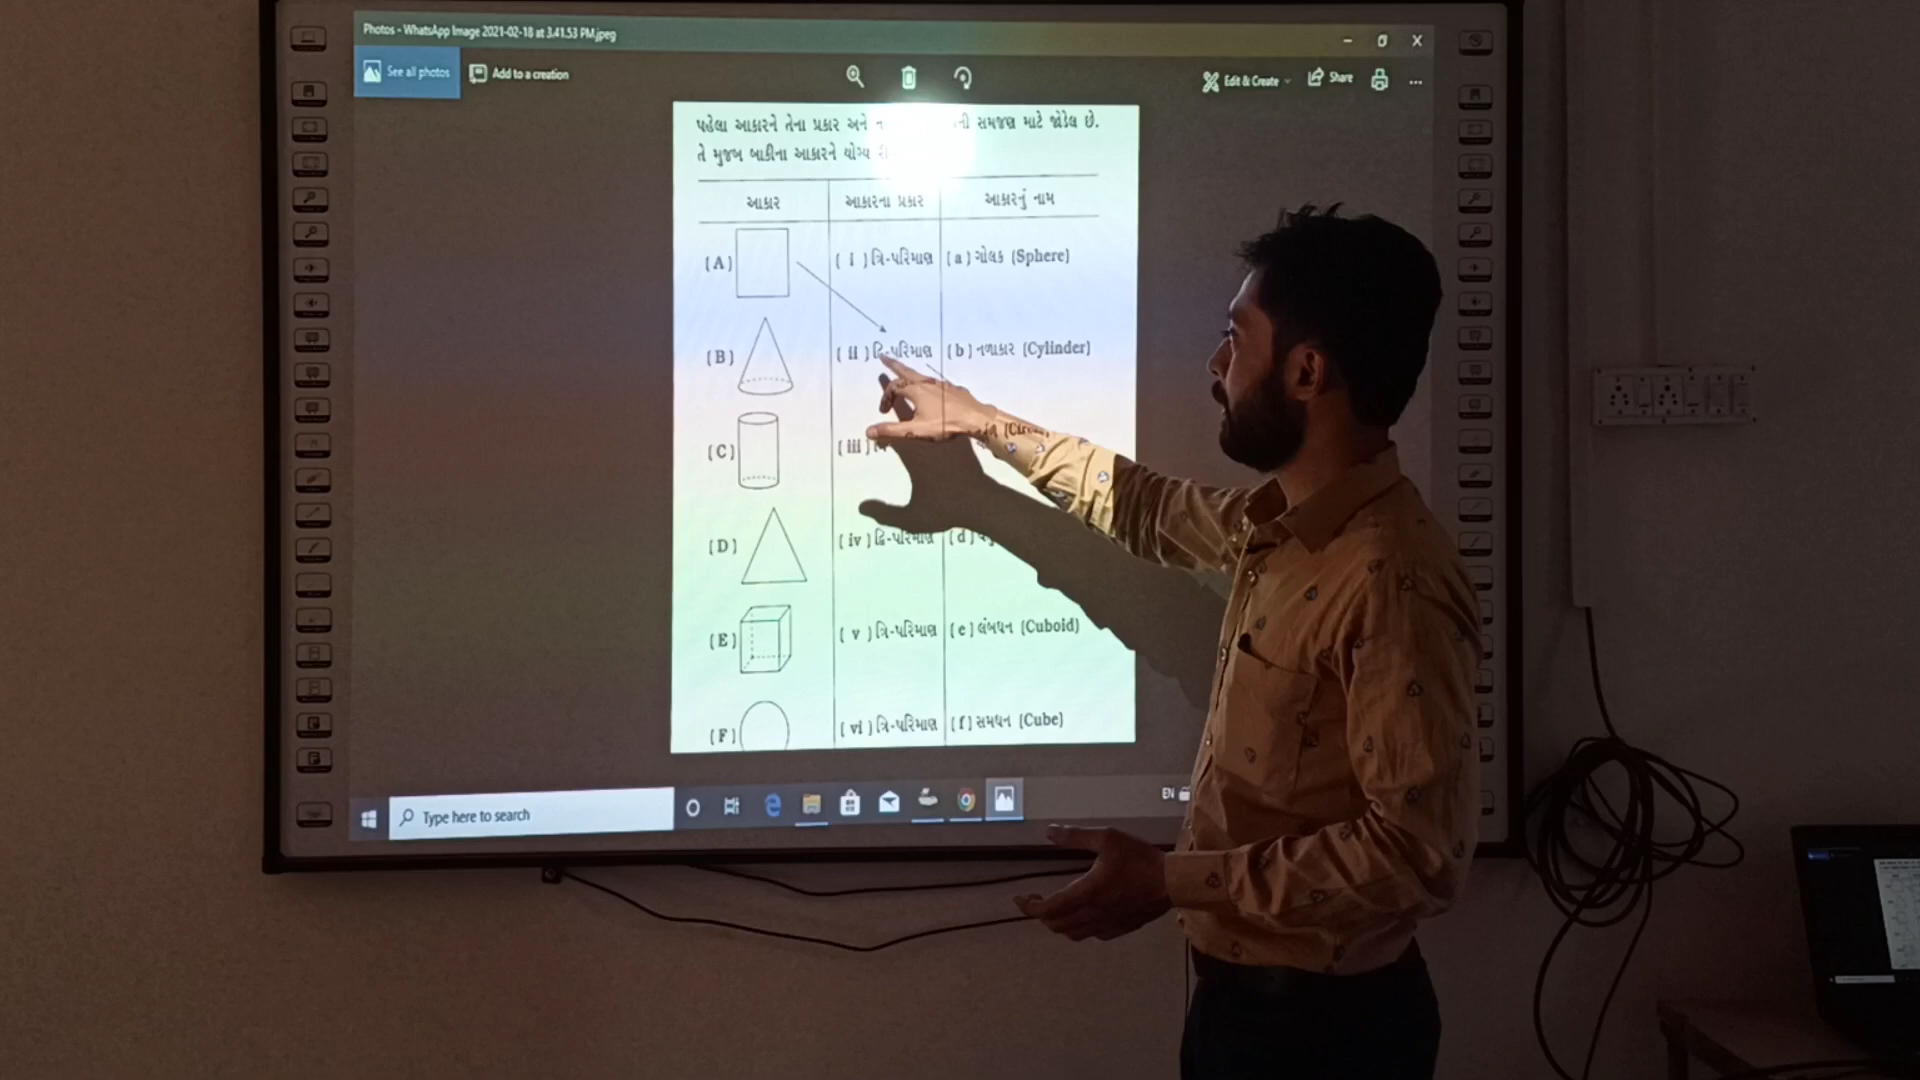 Photos - WhatsApp Image 2021-02-18 at 3.41.53 PM.jpeg
See all photos
Add to a creation
Edit & Create
Share
પહેલા આકારને તેના પ્રકાર અને ની સમજણ માટે જોડેલ છે.
તે મુજબ બાકીના આકારને યોગ્ય
આકાર આકારના પ્રકાર આકારનું નામ
(A) ( i ) ત્રિ-પરિમાણ (a) ગોલક (Sphere)
(B) ( ii ) દ્વિ-પરિમાણ (b) નળાકાર (Cylinder)
(C) ( iii )
(D) ( iv ) દ્વિ-પરિમાણ (d)
(E) ( v ) ત્રિ-પરિમાણ (e) લંબઘન (Cuboid)
(F) ( vi ) ત્રિ-પરિમાણ (f) સમઘન (Cube)
Type here to search
EN